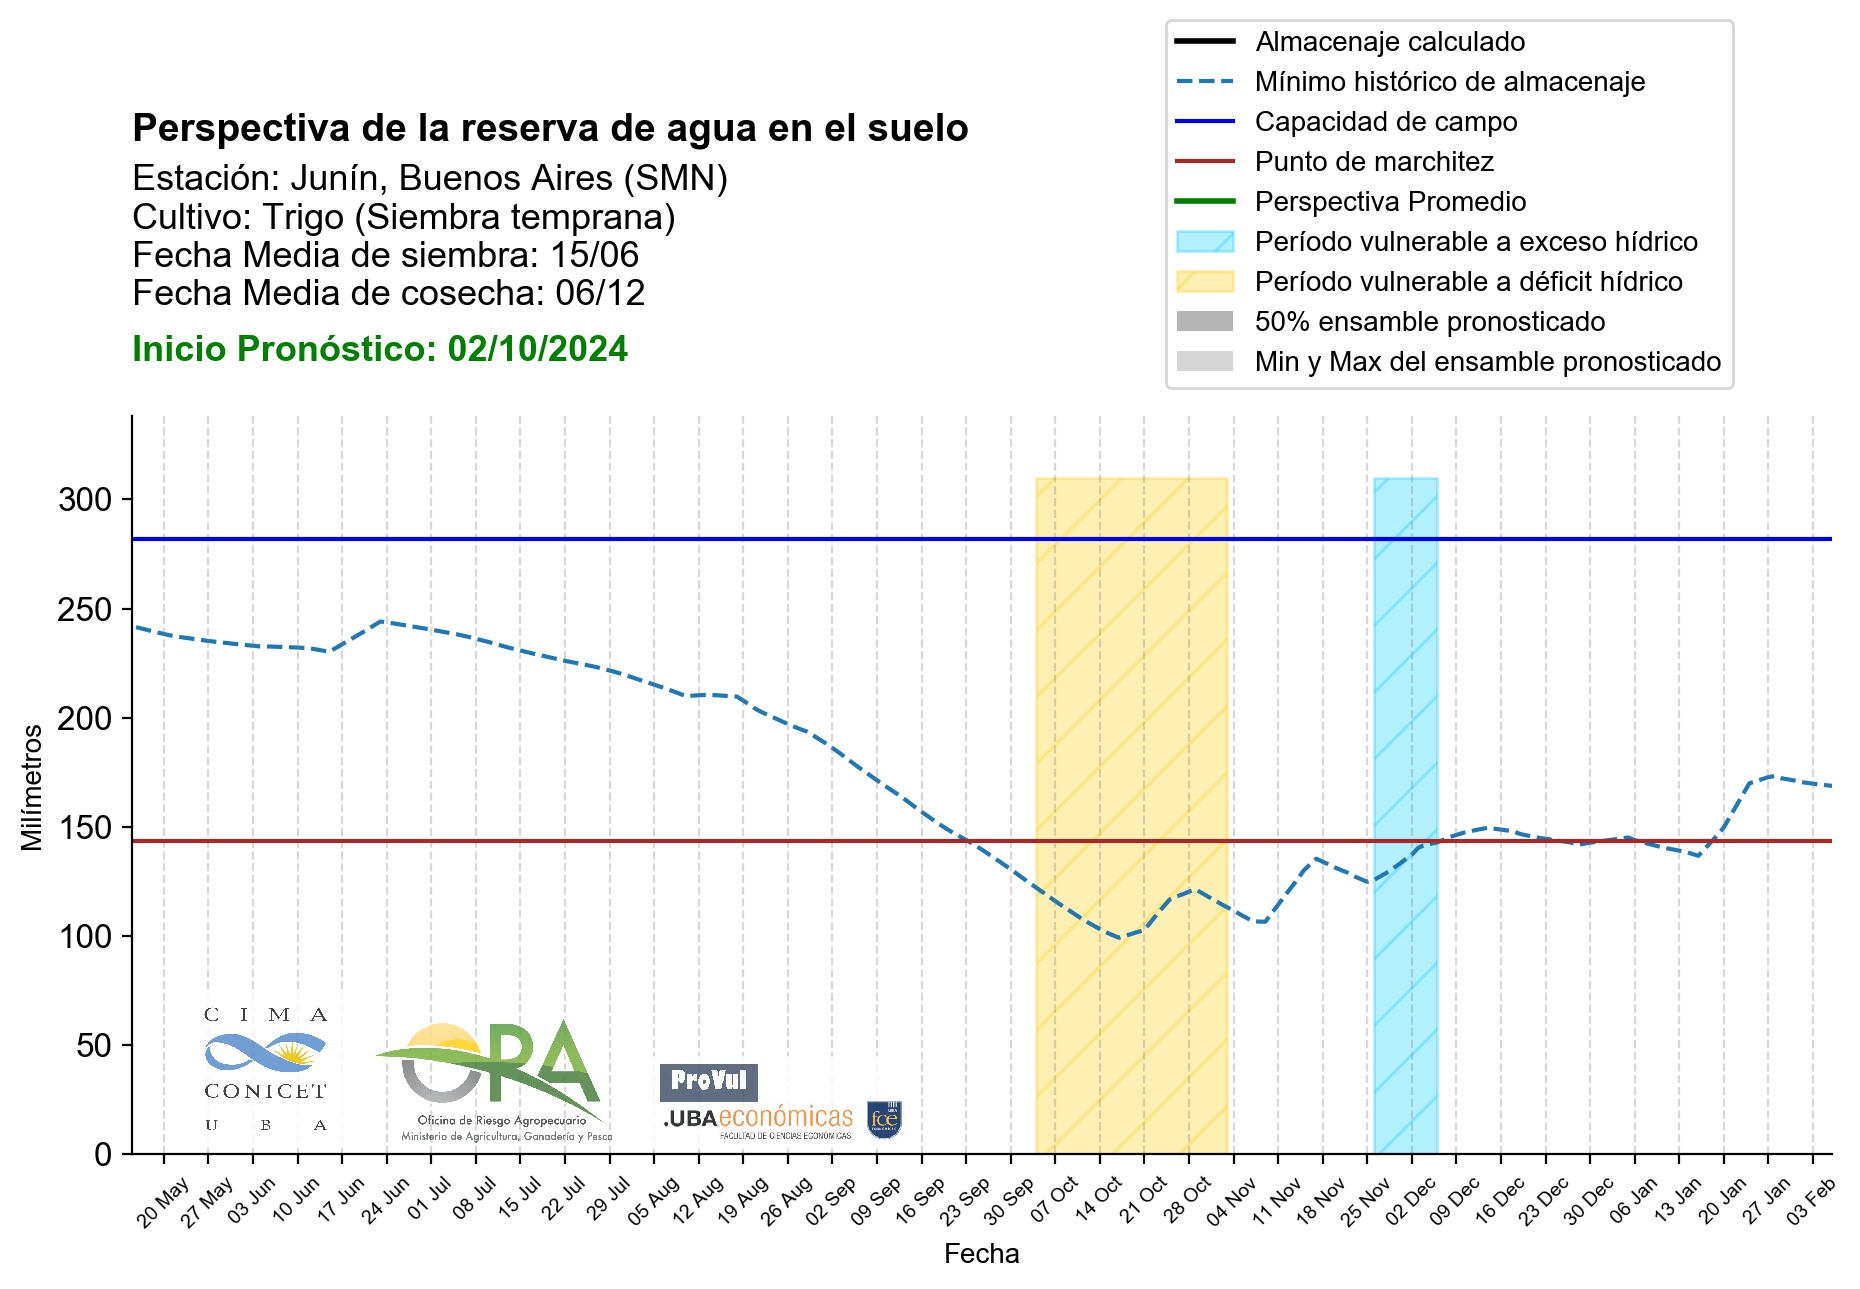 Almacenaje calculado
Mínimo histórico de almacenaje
Capacidad de campo
Punto de marchitez
Perspectiva Promedio
Período vulnerable a exceso hídrico
Período vulnerable a déficit hídrico
50% ensamble pronosticado
Min y Max del ensamble pronosticado
Perspectiva de la reserva de agua en el suelo
Estación: Junín, Buenos Aires (SMN)
Cultivo: Trigo (Siembra temprana)
Fecha Media de siembra: 15/06
Fecha Media de cosecha: 06/12
Inicio Pronóstico: 02/10/2024
Milímetros
300
250
200
150
100
50
0
CIMA
CONICET
UBA
ORA
Oficina de Riesgo Agropecuario
Ministerio de Agricultura, Ganadería y Pesca
ProVul
.UBAeconómicas
FACULTAD DE CIENCIAS ECONÓMICAS
fce
20 May
27 May
03 Jun
10 Jun
17 Jun
24 Jun
01 Jul
08 Jul
15 Jul
22 Jul
29 Jul
05 Aug
12 Aug
19 Aug
26 Aug
02 Sep
09 Sep
16 Sep
23 Sep
30 Sep
07 Oct
14 Oct
21 Oct
28 Oct
04 Nov
11 Nov
18 Nov
25 Nov
02 Dec
09 Dec
16 Dec
23 Dec
30 Dec
06 Jan
13 Jan
20 Jan
27 Jan
03 Feb
Fecha